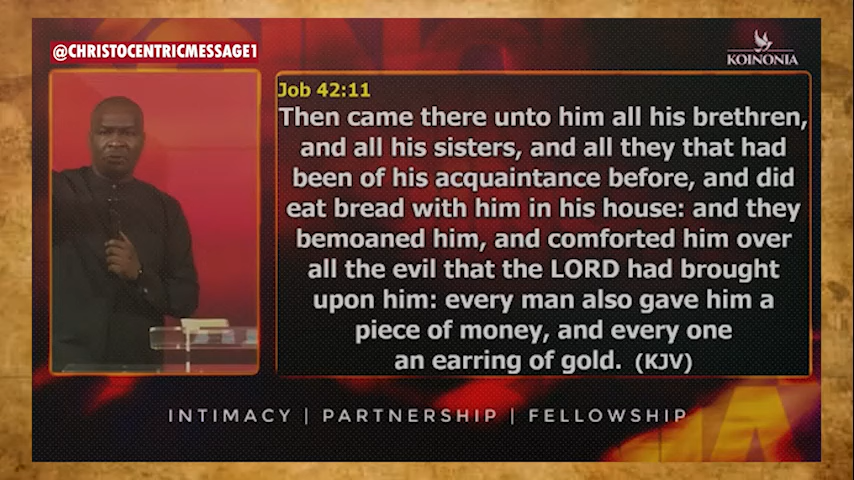 @CHRISTOCENTRICMESSAGE1
KOINONIA
Job 42:11
Then came there unto him all his brethren,
and all his sisters, and all they that had
been of his acquaintance before, and did
eat bread with him in his house: and they
bemoaned him, and comforted him over
all the evil that the LORD had brought
upon him: every man also gave him a
piece of money, and every one
an earring of gold. (KJV)
INTIMACY | PARTNERSHIP | FELLOWSHIP